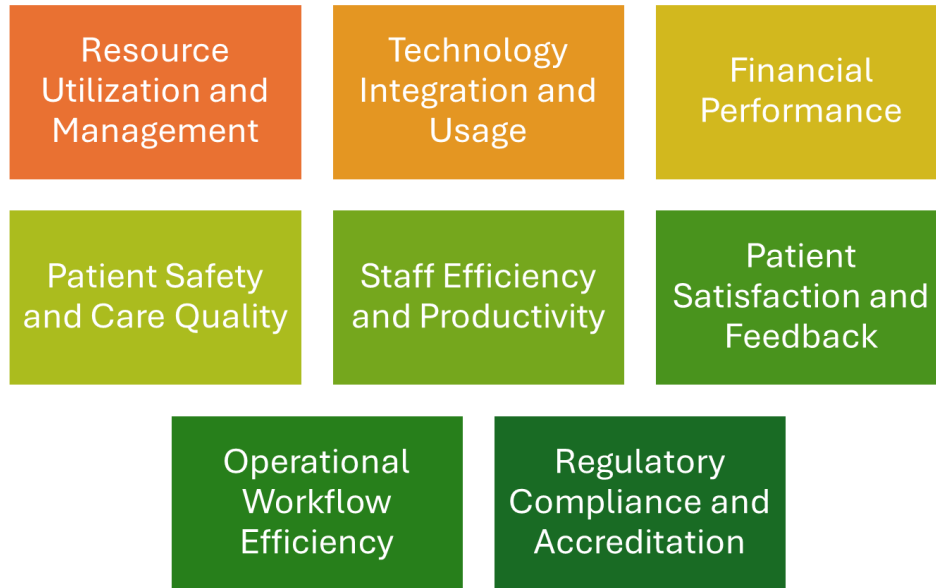 Resource
Utilization and
Management
Technology
Integration and
Usage
Financial
Performance
Patient Safety
and Care Quality
Staff Efficiency
and Productivity
Patient
Satisfaction and
Feedback
Operational
Workflow
Efficiency
Regulatory
Compliance and
Accreditation